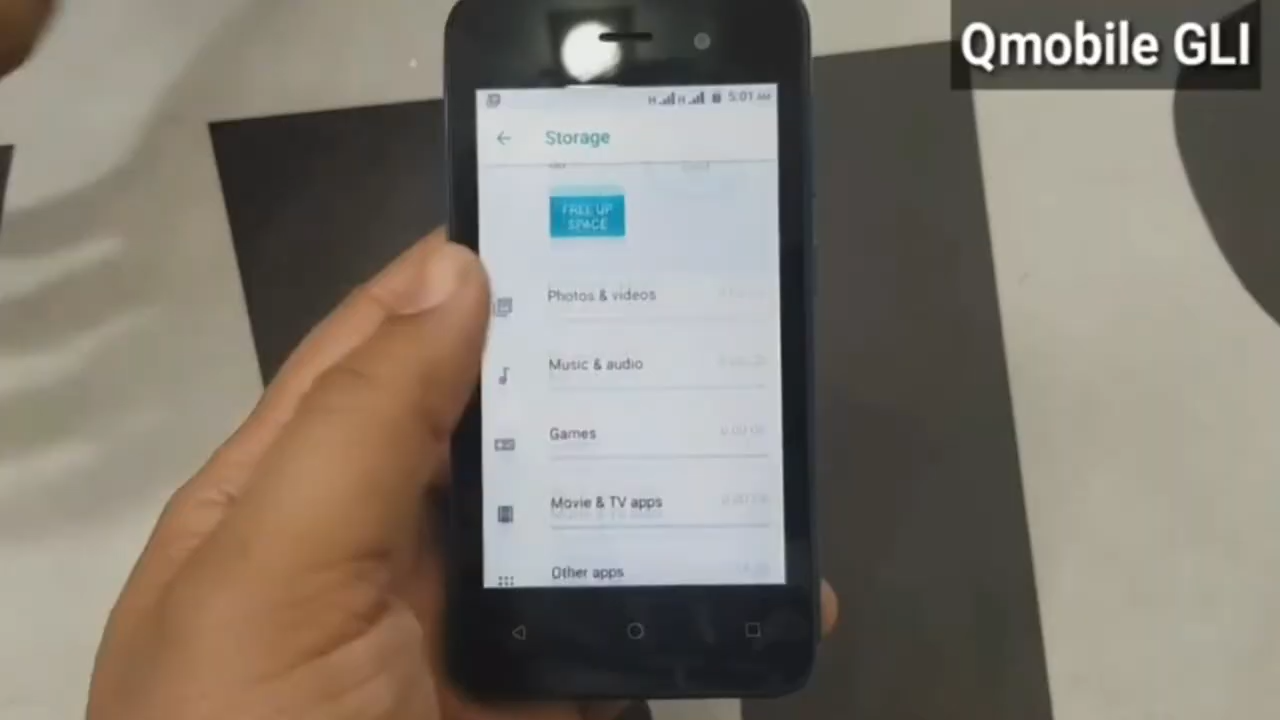 Qmobile GLI
H H 5:01 AM
Storage
FREE UP
SPACE
Photos & videos
Music & audio
Games
Movie & TV apps
Other apps